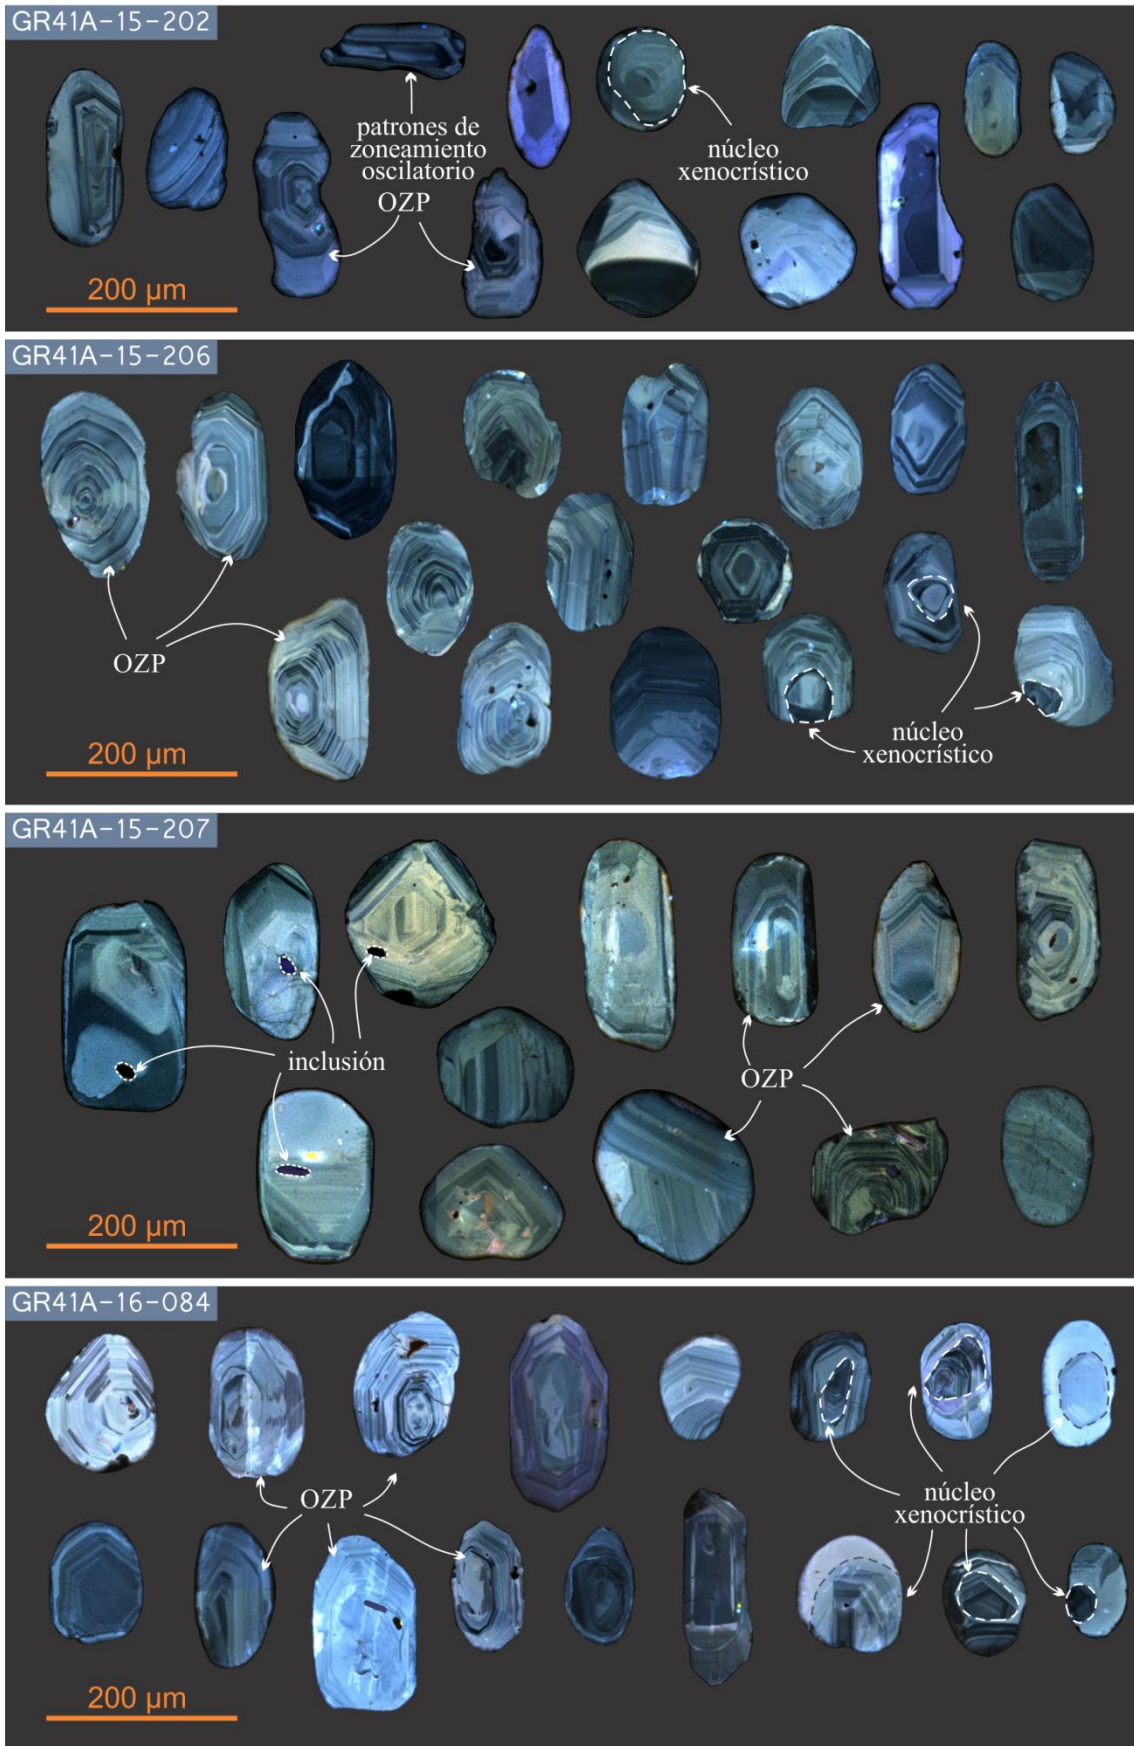 GR41A-15-202
patrones de
zoneamiento
oscilatorio
OZP
núcleo
xenocrístico
200 µm
GR41A-15-206
OZP
núcleo
xenocrístico
200 µm
GR41A-15-207
inclusión
OZP
200 µm
GR41A-16-084
OZP
núcleo
xenocrístico
200 µm